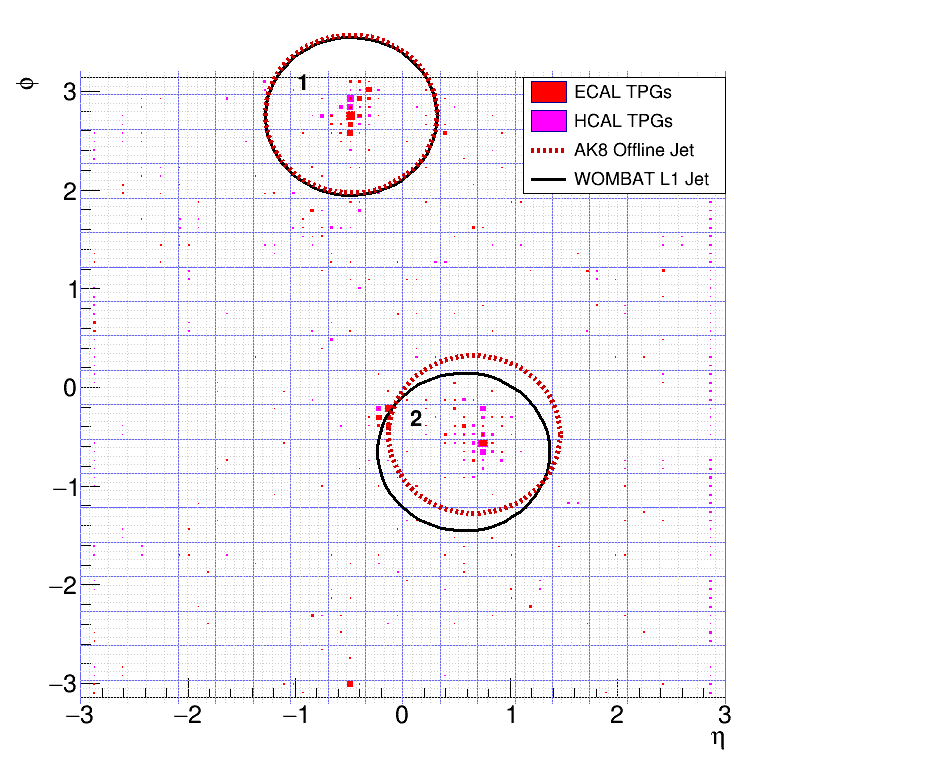 ϕ
3
2
1
0
−1
−2
−3
1
2
ECAL TPGs
HCAL TPGs
AK8 Offline Jet
WOMBAT L1 Jet
−3 −2 −1 0 1 2 3
η